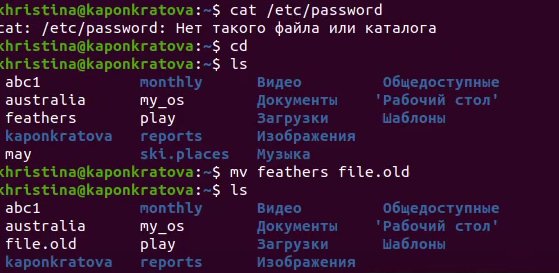 khristina@kaponkratova:~$ cat /etc/password
cat: /etc/password: Нет такого файла или каталога
khristina@kaponkratova:~$ cd
khristina@kaponkratova:~$ ls
abc1 monthly Видео Общедоступные
australia my_os Документы 'Рабочий стол'
feathers play Загрузки Шаблоны
kaponkratova reports Изображения
may ski.places Музыка
khristina@kaponkratova:~$ mv feathers file.old
khristina@kaponkratova:~$ ls
abc1 monthly Видео Общедоступные
australia my_os Документы 'Рабочий стол'
file.old play Загрузки Шаблоны
kaponkratova reports Изображения